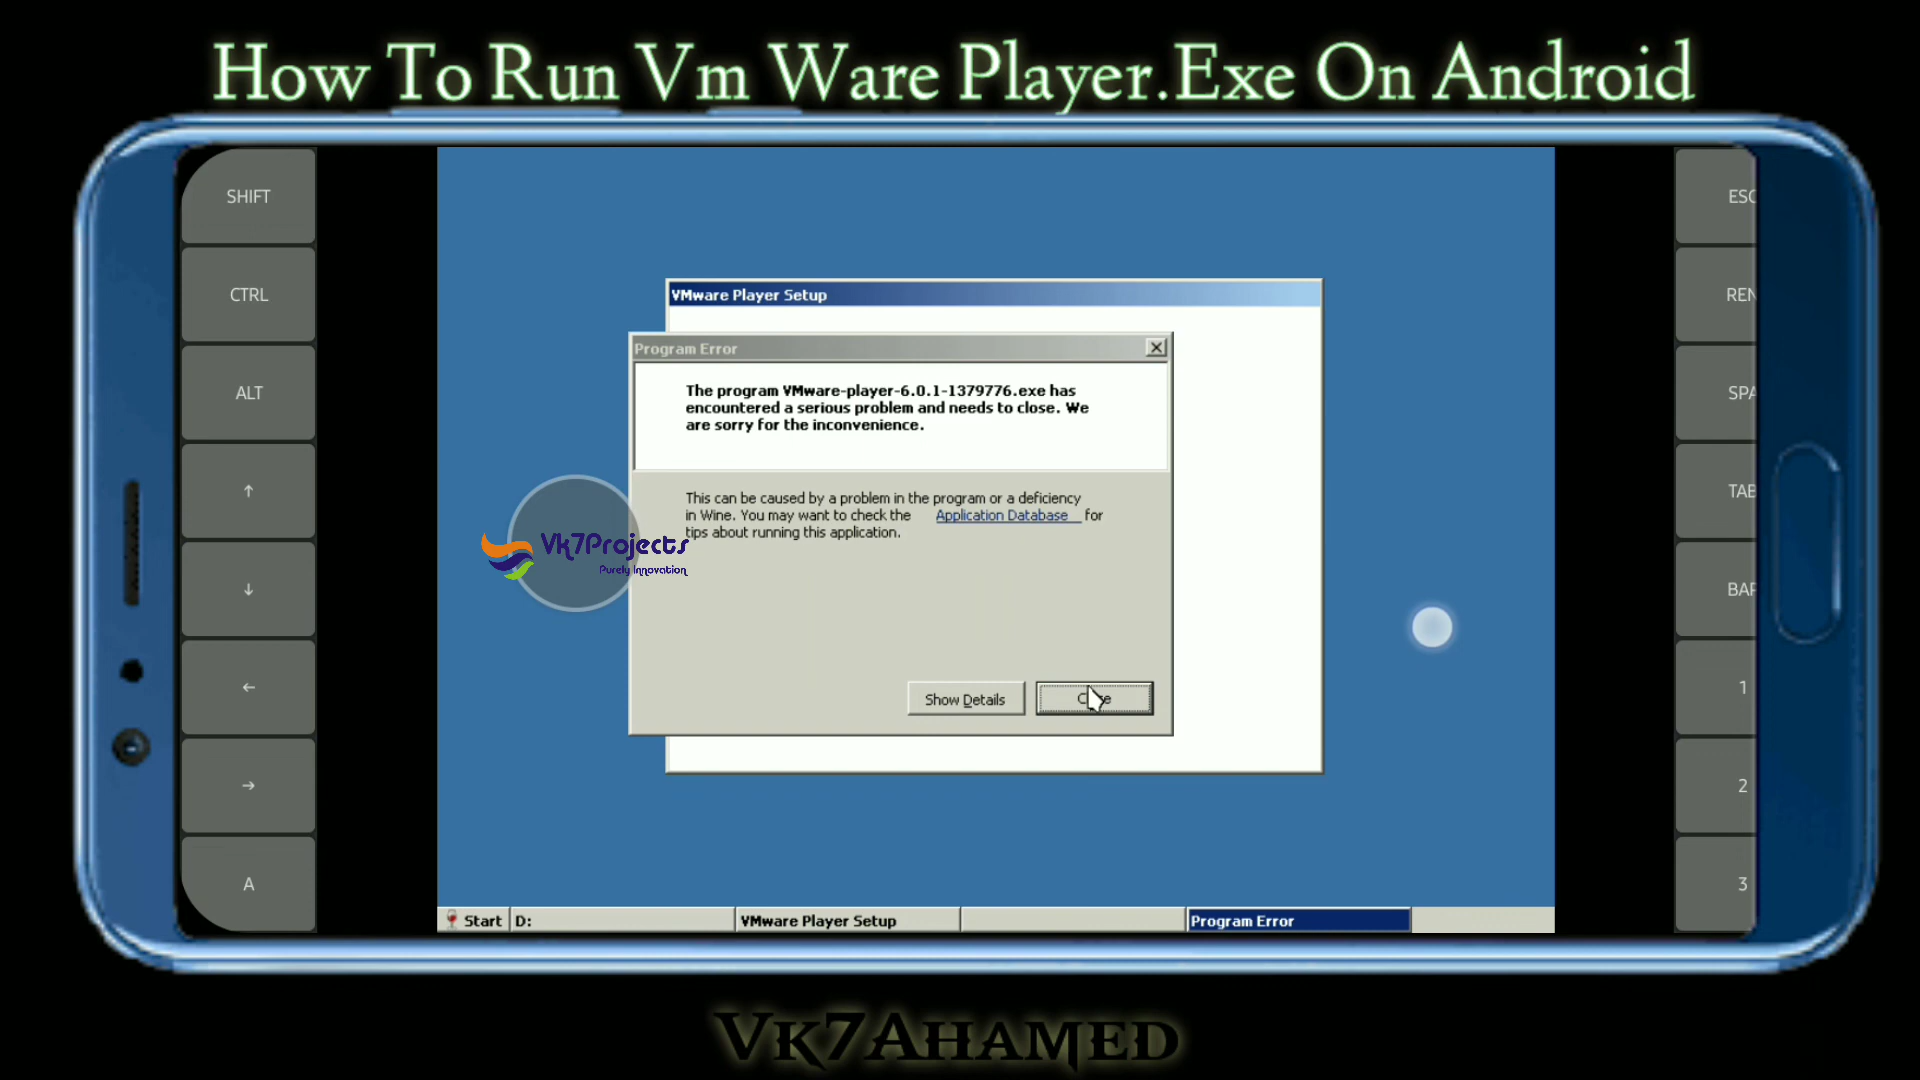 How To Run Vm Ware Player.Exe On Android
SHIFT
CTRL
ALT
↑
↓
←
→
A
VMware Player Setup
Program Error
The program VMware-player-6.0.1-1379776.exe has
encountered a serious problem and needs to close. We
are sorry for the inconvenience.
This can be caused by a problem in the program or a deficiency
in Wine. You may want to check the Application Database for
tips about running this application.
Vk7Projects
Purely Innovation
Show Details
Start
D:
VMware Player Setup
Program Error
ESC
TAB
1
2
3
Vk7Ahamed